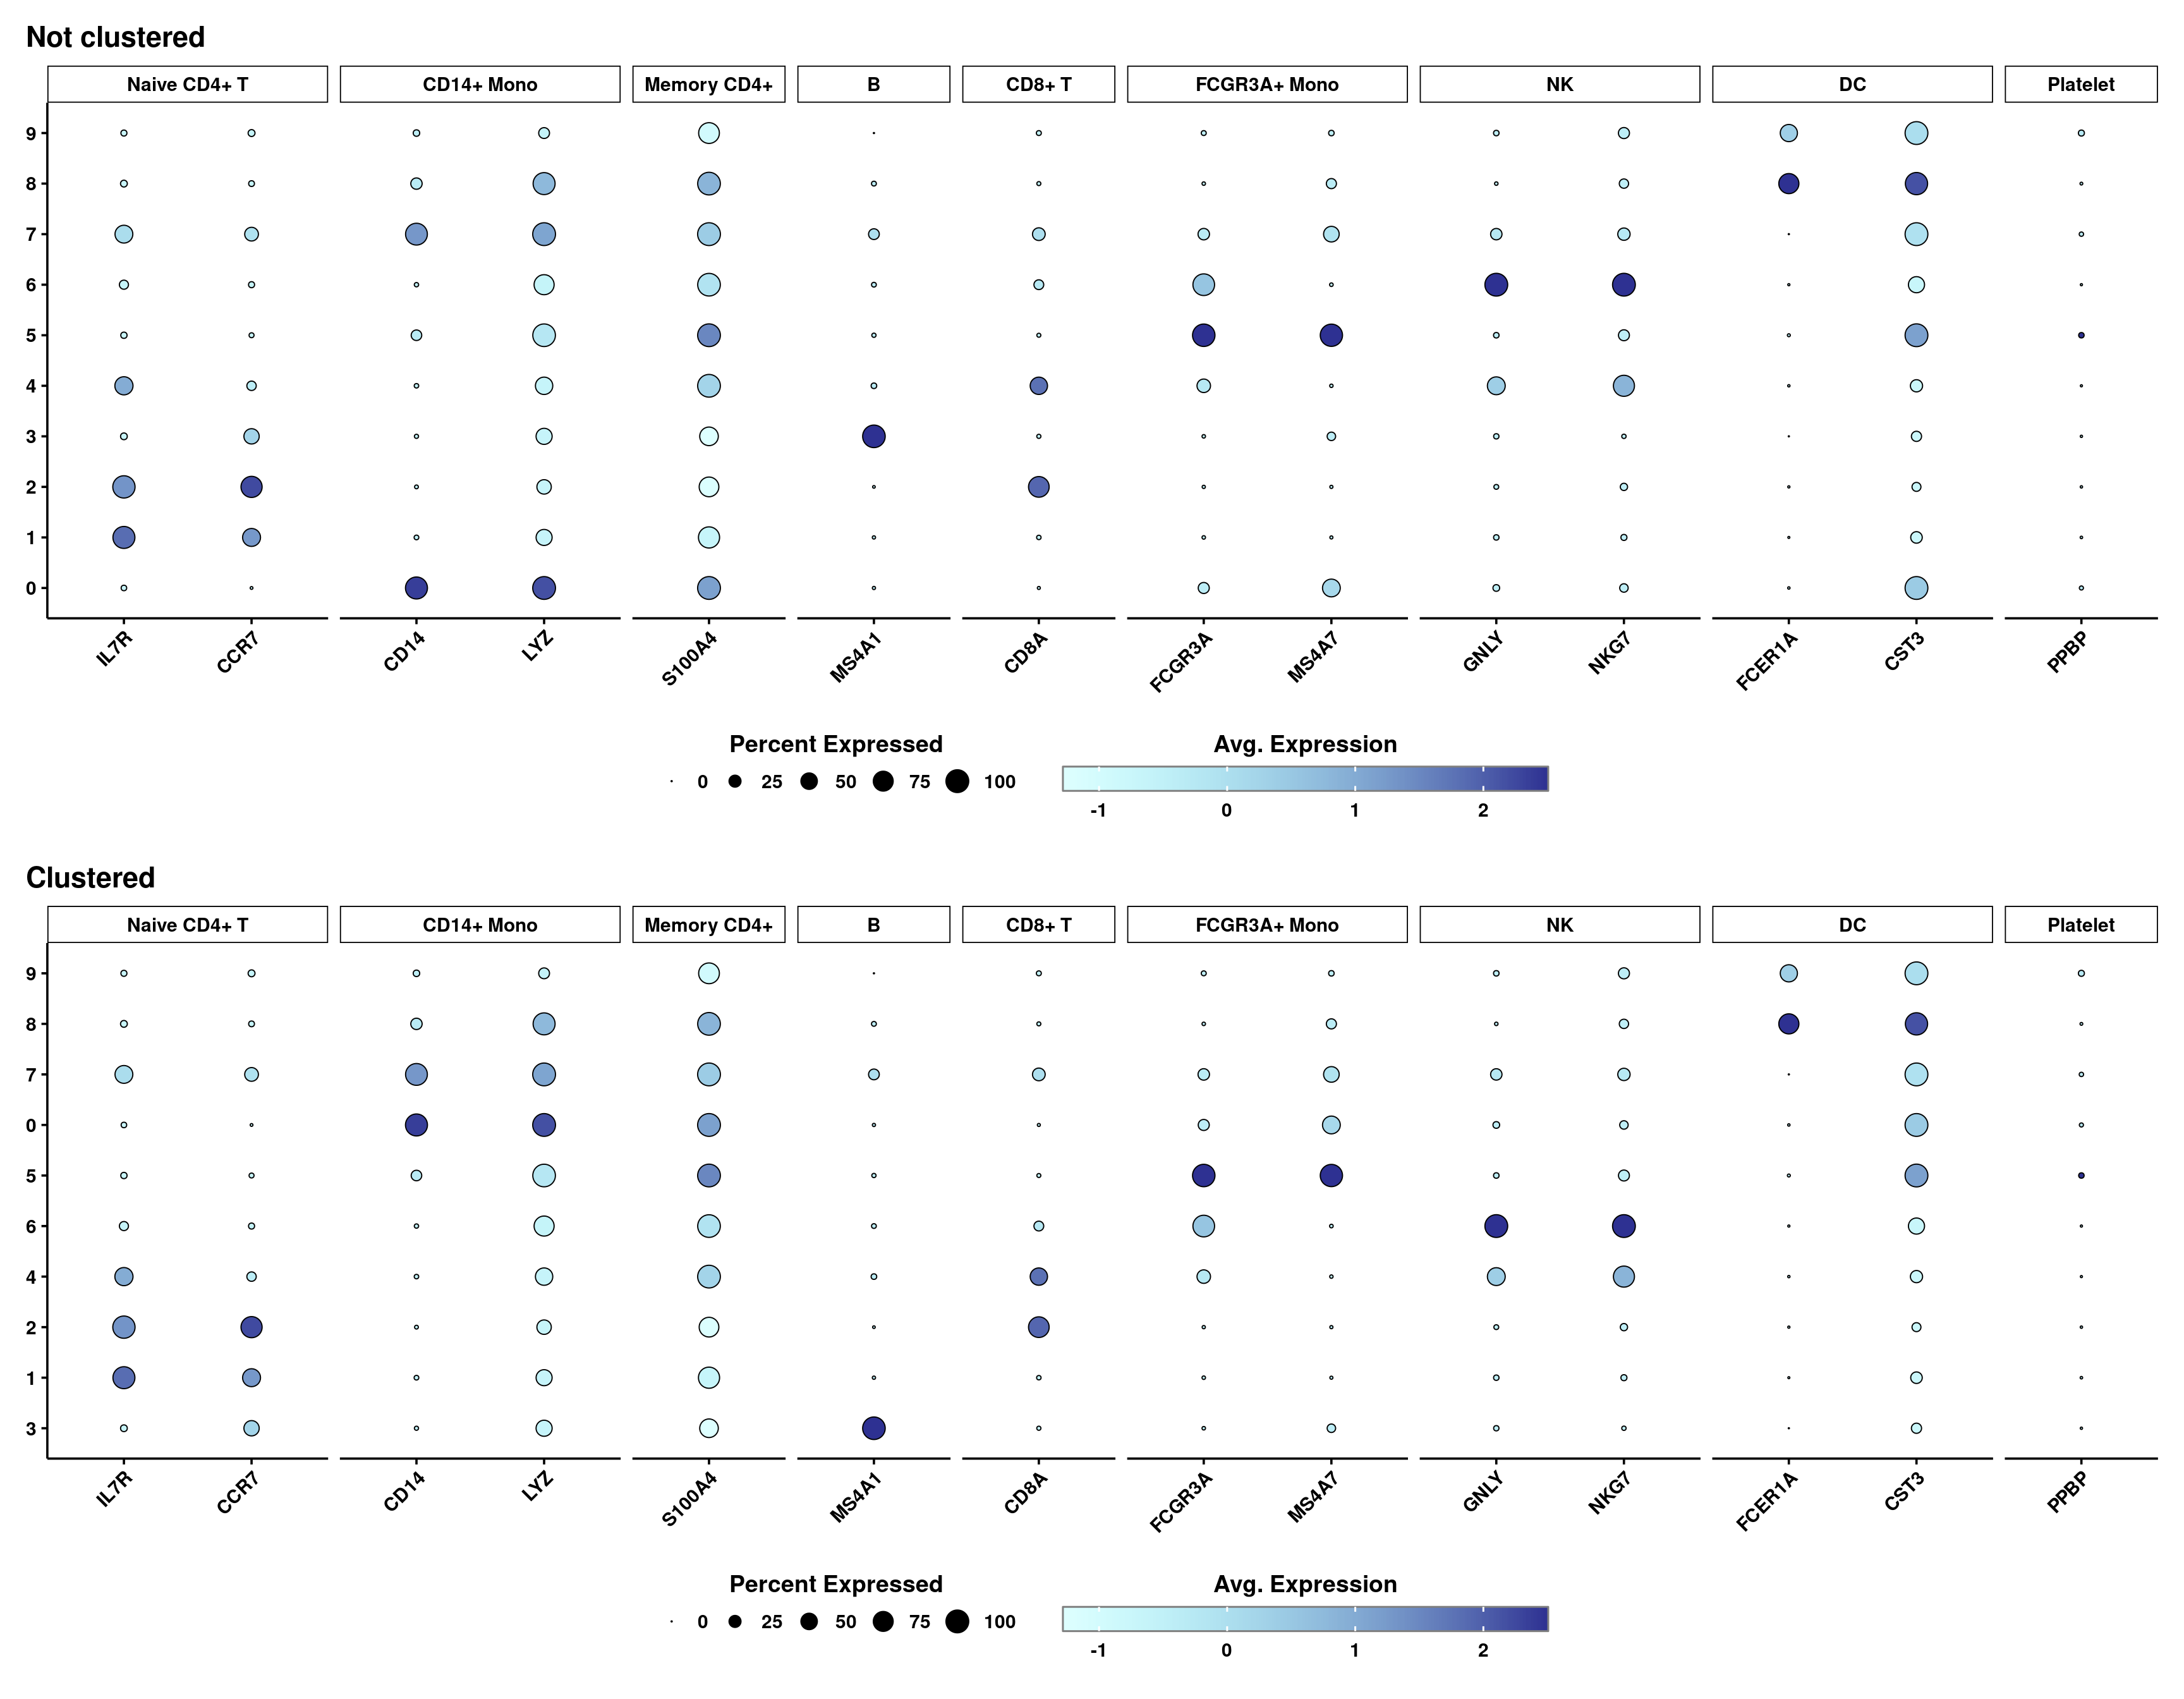 Not clustered
Naive CD4+ T CD14+ Mono Memory CD4+ B CD8+ T FCGR3A+ Mono NK DC Platelet
9
8
7
6
5
4
3
2
1
0
IL7R CCR7 CD14 LYZ S100A4 MS4A1 CD8A FCGR3A MS4A7 GNLY NKG7 FCER1A CST3 PPBP
Percent Expressed Avg. Expression
0 25 50 75 100
-1 0 1 2
Clustered
Naive CD4+ T CD14+ Mono Memory CD4+ B CD8+ T FCGR3A+ Mono NK DC Platelet
9
8
7
0
5
6
4
2
1
3
IL7R CCR7 CD14 LYZ S100A4 MS4A1 CD8A FCGR3A MS4A7 GNLY NKG7 FCER1A CST3 PPBP
Percent Expressed Avg. Expression
0 25 50 75 100
-1 0 1 2